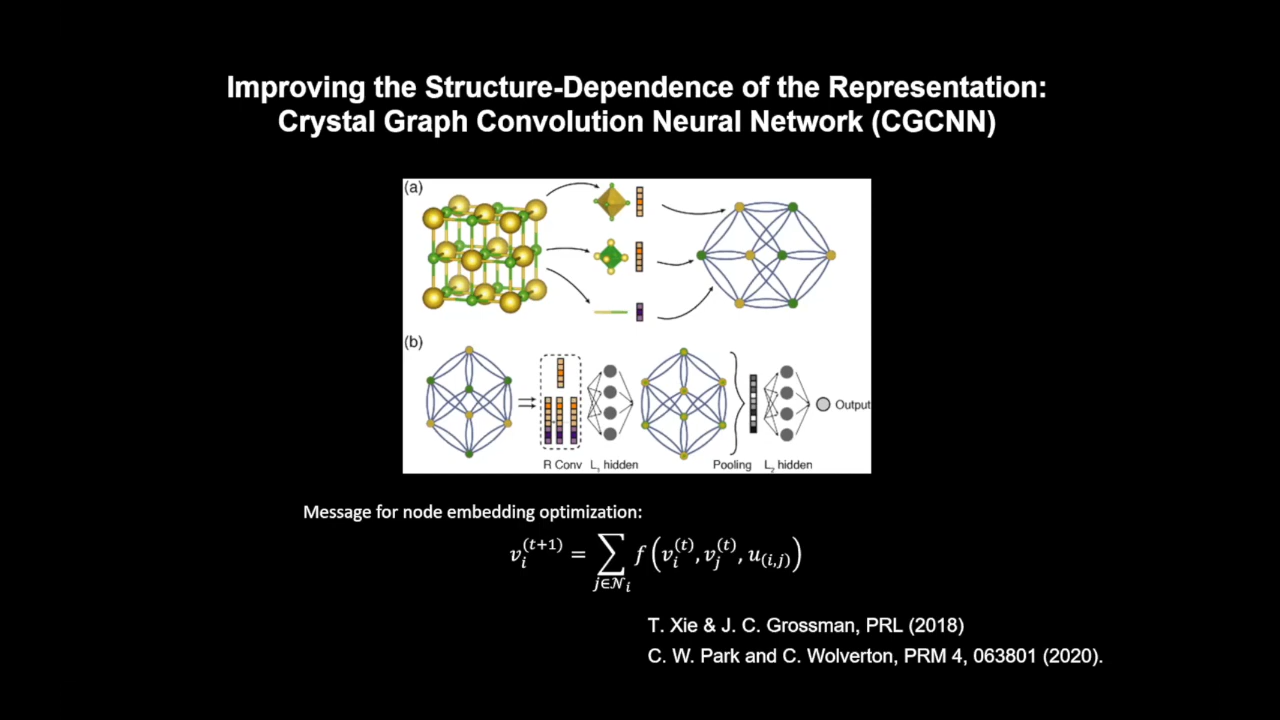 Improving the Structure-Dependence of the Representation:
Crystal Graph Convolution Neural Network (CGCNN)
(a)
(b)
Output
R Conv L₁ hidden Pooling L₂ hidden
Message for node embedding optimization:
v_i^{(t+1)} = ∑_{j∈𝒩_i} f(v_i^{(t)}, v_j^{(t)}, u_{(i,j)})
T. Xie & J. C. Grossman, PRL (2018)
C. W. Park and C. Wolverton, PRM 4, 063801 (2020).